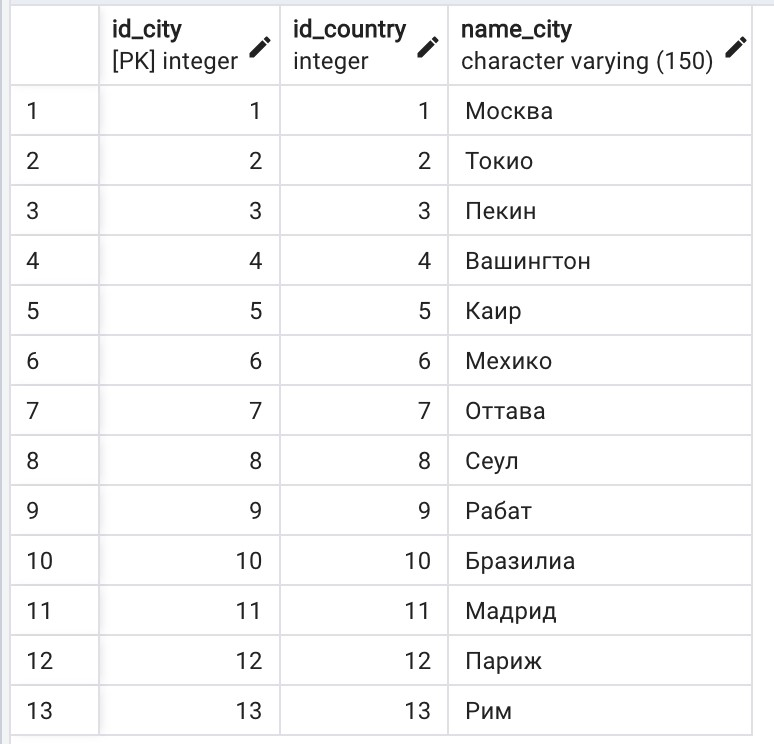 id_city id_country name_city
[PK] integer integer character varying (150)
1 1 1 Москва
2 2 2 Токио
3 3 3 Пекин
4 4 4 Вашингтон
5 5 5 Каир
6 6 6 Мехико
7 7 7 Оттава
8 8 8 Сеул
9 9 9 Рабат
10 10 10 Бразилиа
11 11 11 Мадрид
12 12 12 Париж
13 13 13 Рим